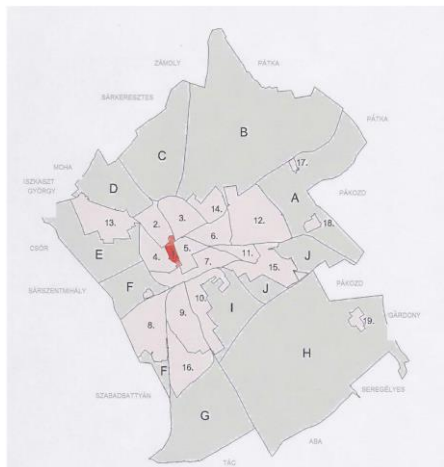 ZÁMOLY
PÁTKA
SÁRKERESZTES
B
C
PÁTKA
MOHA
ISZKASZT
GYÖRGY
D
17.
A
PÁKOZD
13.
2.
3.
14.
12.
18.
6.
CSÓR
E
4.
5.
7.
11.
J
15.
SÁRSZENTMIHÁLY
F
10.
I
J
PÁKOZD
9.
8.
19.
GÁRDONY
H
F
16.
SZABADBATTYÁN
SEREGÉLYES
G
ABA
TÁC